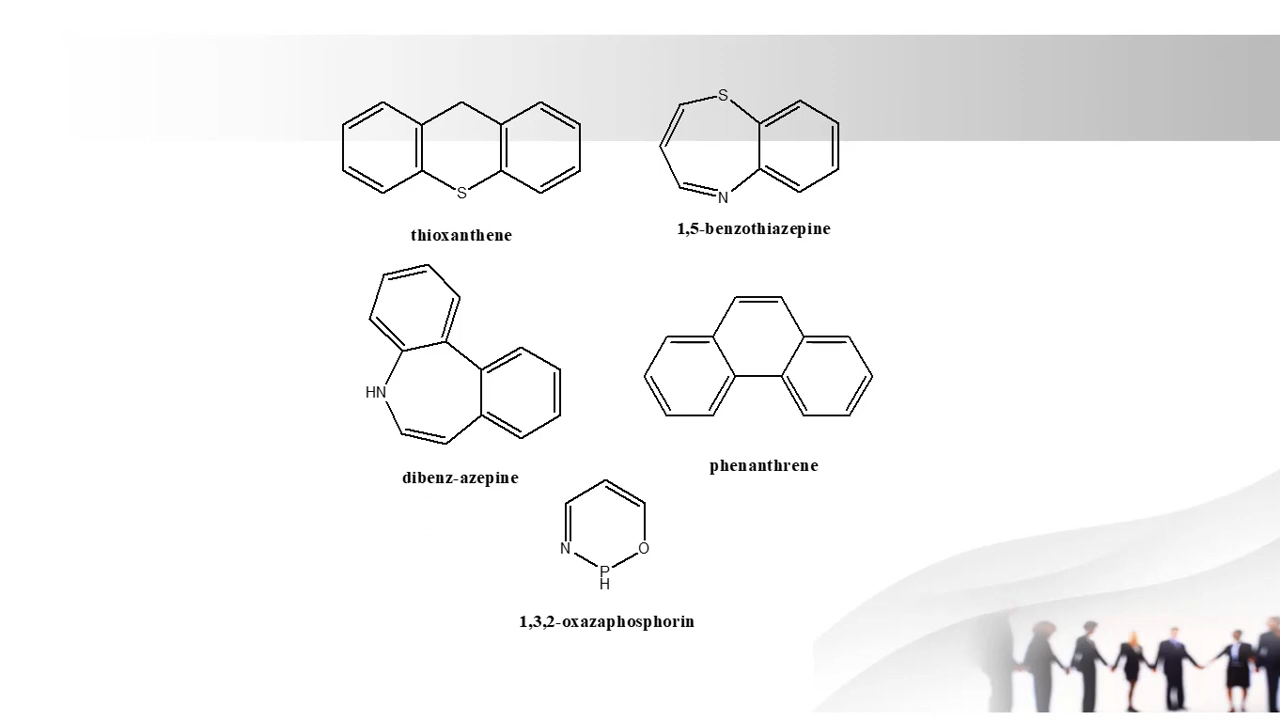 S
thioxanthene
S
N
1,5-benzothiazepine
HN
dibenz-azepine
phenanthrene
N
O
P
H
1,3,2-oxazaphosphorin